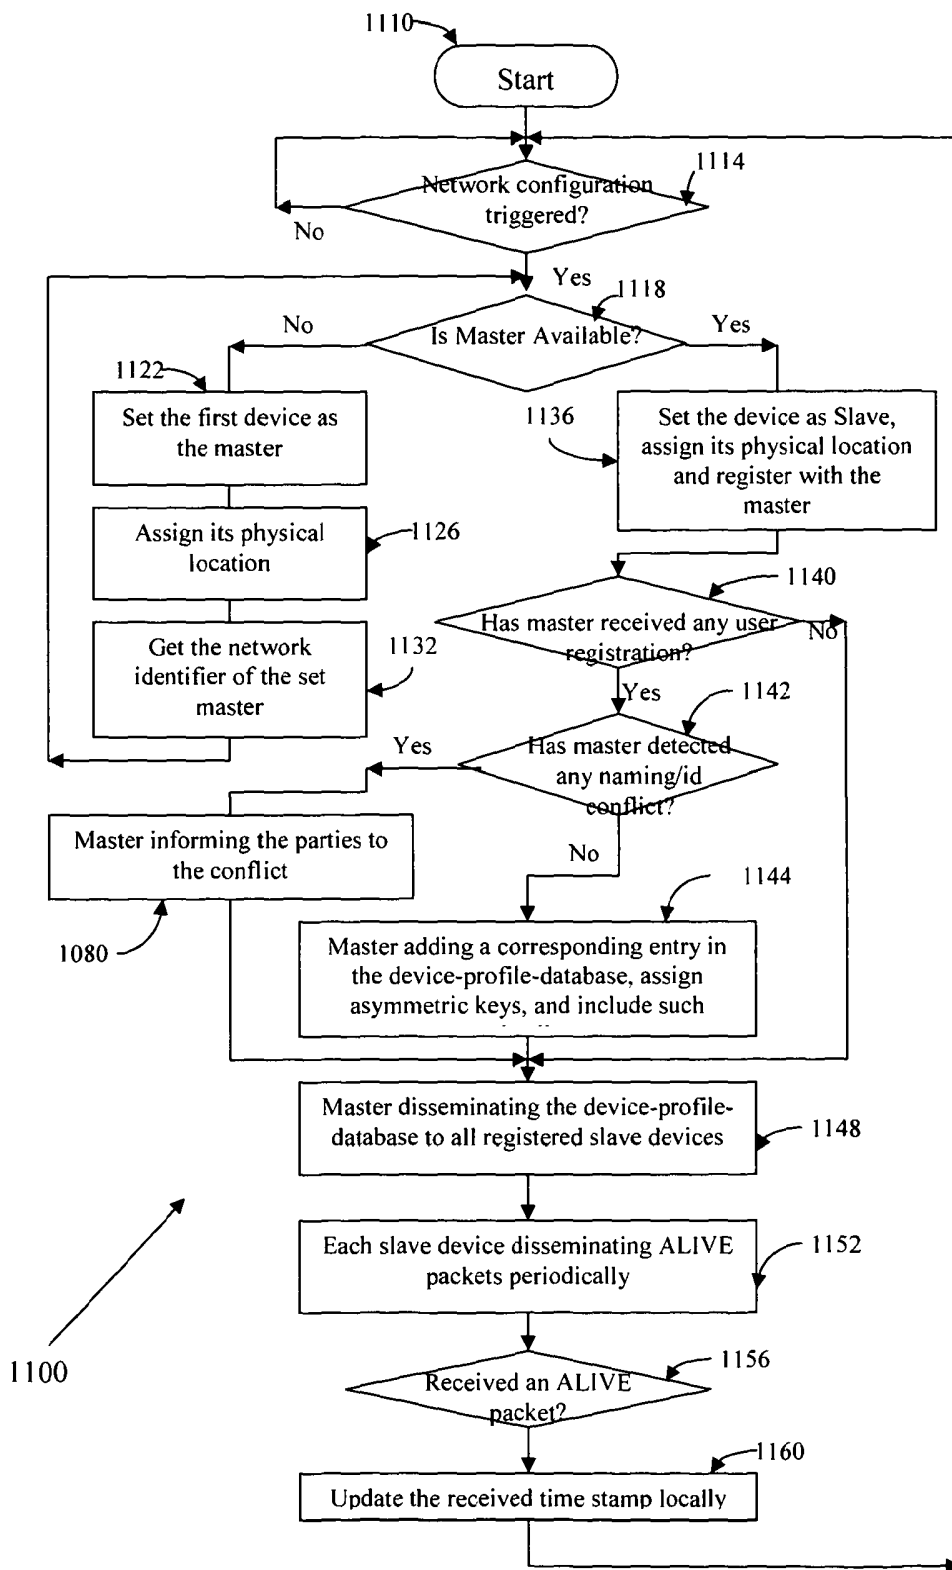 1110
Start
1114
Network configuration
triggered?
No
Yes
1118
Is Master Available?
No
Yes
1122
Set the first device as
the master
1136
Set the device as Slave,
assign its physical location
and register with the
master
Assign its physical
location
1126
1140
Has master received any user
registration?
No
Get the network
identifier of the set
master
1132
Yes
1142
Has master detected
any naming/id
conflict?
Yes
Master informing the parties to
the conflict
No
1144
1080
Master adding a corresponding entry in
the device-profile-database, assign
asymmetric keys, and include such
Master disseminating the device-profile-
database to all registered slave devices
1148
Each slave device disseminating ALIVE
packets periodically
1152
1100
1156
Received an ALIVE
packet?
1160
Update the received time stamp locally